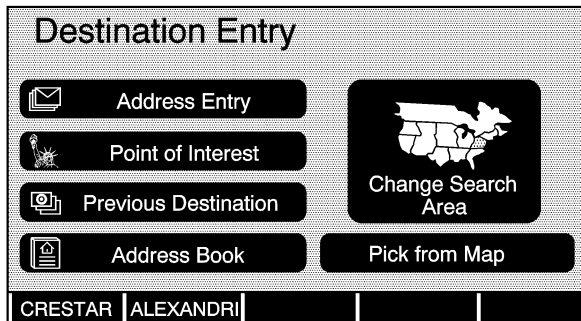 Destination Entry
Address Entry
Point of Interest
Previous Destination
Address Book
Change Search
Area
Pick from Map
CRESTAR ALEXANDRI